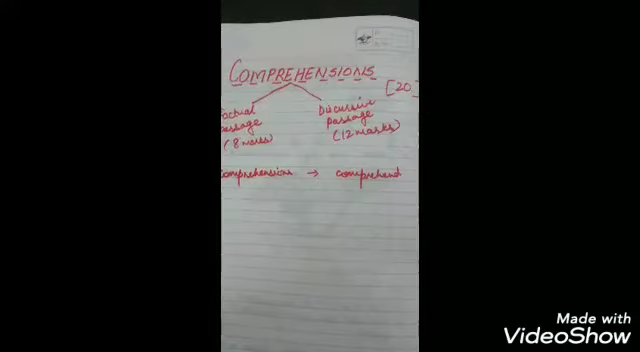 COMPREHENSIONS
[20]
Factual Discursive
passage passage
(8 marks) (12 marks)
Comprehensions → comprehend
Made with
VideoShow